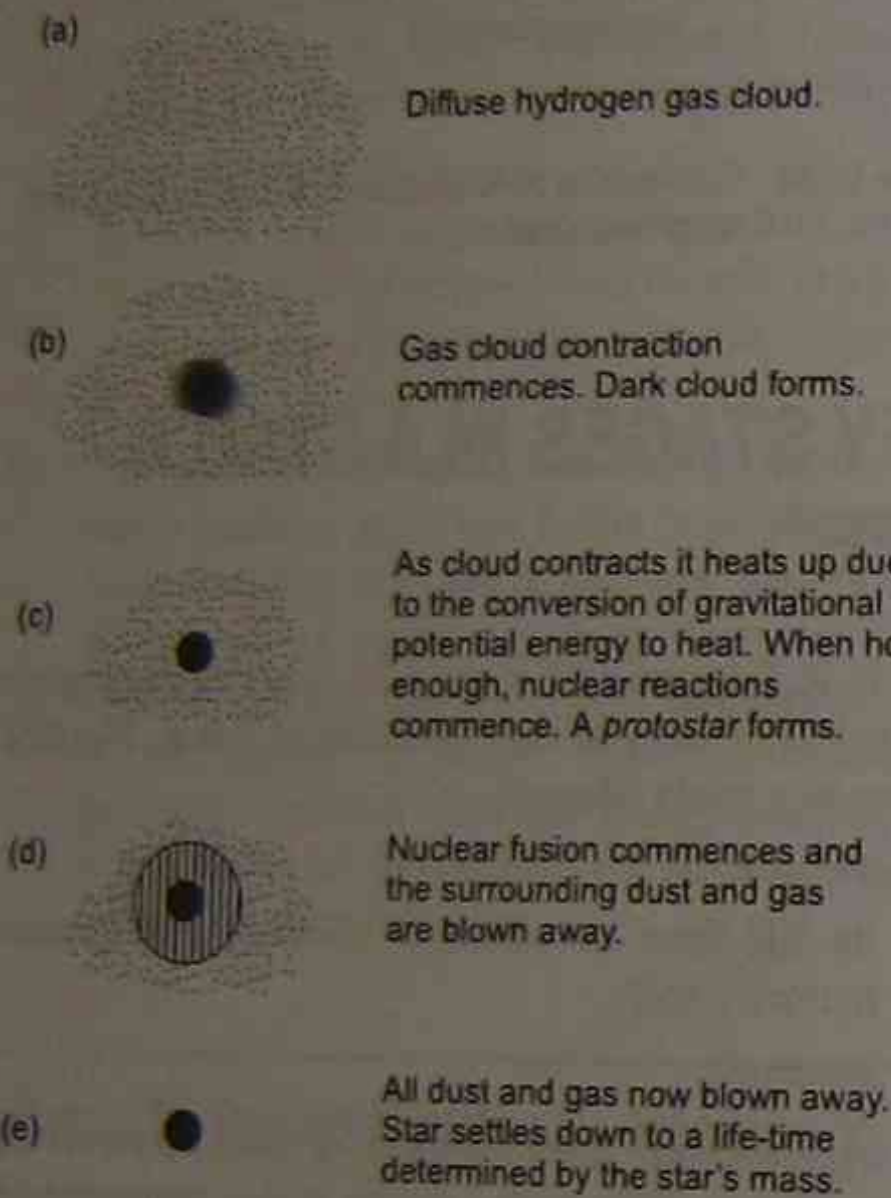 (a)
Diffuse hydrogen gas cloud.
(b)
Gas cloud contraction
commences. Dark cloud forms.
(c)
As cloud contracts it heats up due
to the conversion of gravitational
potential energy to heat. When
enough, nuclear reactions
commence. A protostar forms.
(d)
Nuclear fusion commences and
the surrounding dust and gas
are blown away.
(e)
All dust and gas now blown away.
Star settles down to a life-time
determined by the star's mass.